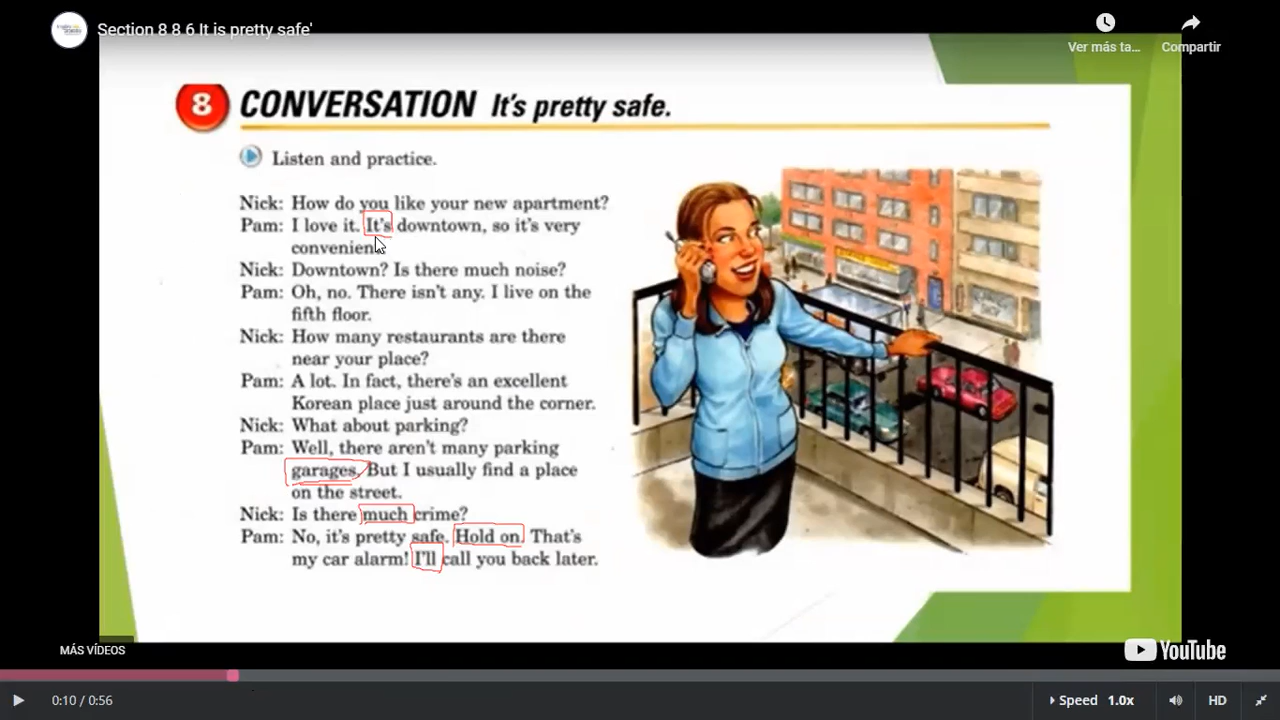 Section 8 8 6 It is pretty safe'
Ver más ta...
Compartir
8 CONVERSATION It's pretty safe.
Listen and practice.
Nick: How do you like your new apartment?
Pam: I love it. It's downtown, so it's very
convenien
Nick: Downtown? Is there much noise?
Pam: Oh, no. There isn't any. I live on the
fifth floor.
Nick: How many restaurants are there
near your place?
Pam: A lot. In fact, there's an excellent
Korean place just around the corner.
Nick: What about parking?
Pam: Well, there aren't many parking
garages. But I usually find a place
on the street.
Nick: Is there much crime?
Pam: No, it's pretty safe. Hold on. That's
my car alarm! I'll call you back later.
MÁS VÍDEOS
YouTube
0:10 / 0:56
Speed 1.0x
HD